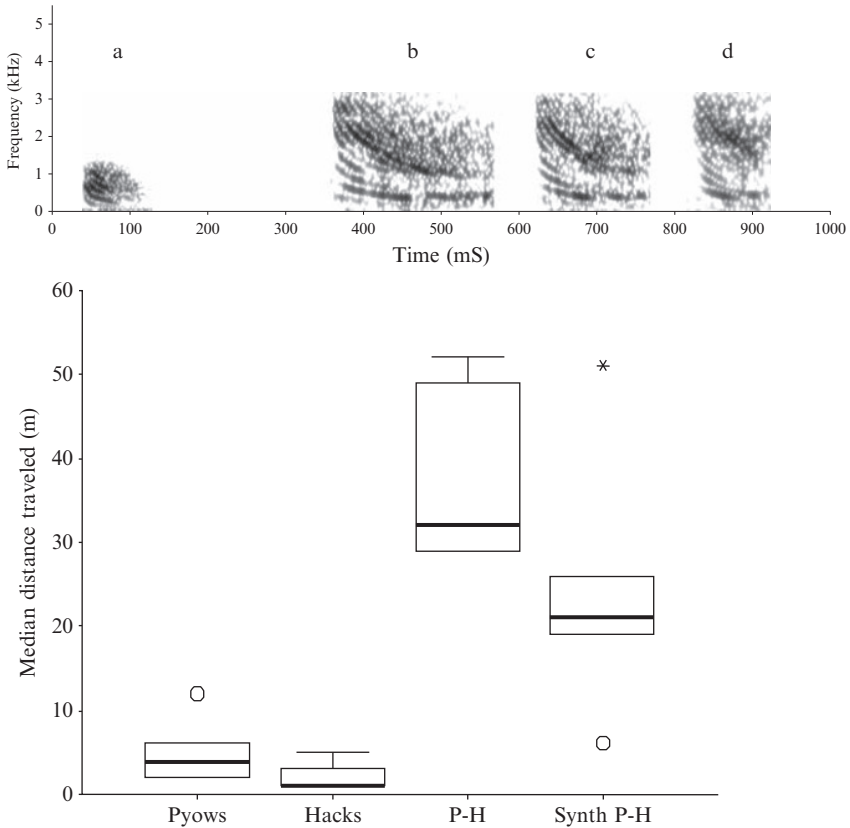 5
a b c d
4
3
2
1
0
Frequency (kHz)
0 100 200 300 400 500 600 700 800 900 1000
Time (mS)
60
50
*
40
30
20
10
0
Median distance traveled (m)
Pyows Hacks P-H Synth P-H